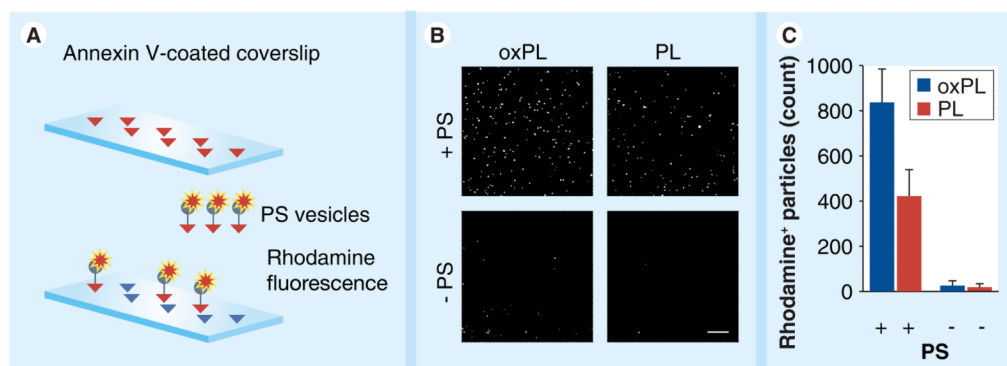 A
Annexin V-coated coverslip
PS vesicles
Rhodamine
fluorescence
B
oxPL PL
+ PS
- PS
C
Rhodamine⁺ particles (count)
1000
800
600
400
200
0
oxPL
PL
+ + - -
PS